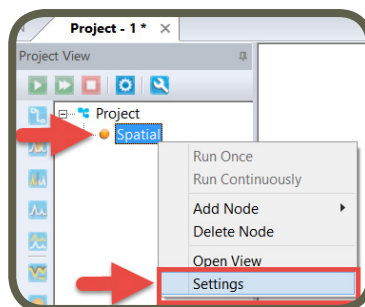 Project - 1 * ×
Project View
Project
Spatial
Run Once
Run Continuously
Add Node
Delete Node
Open View
Settings